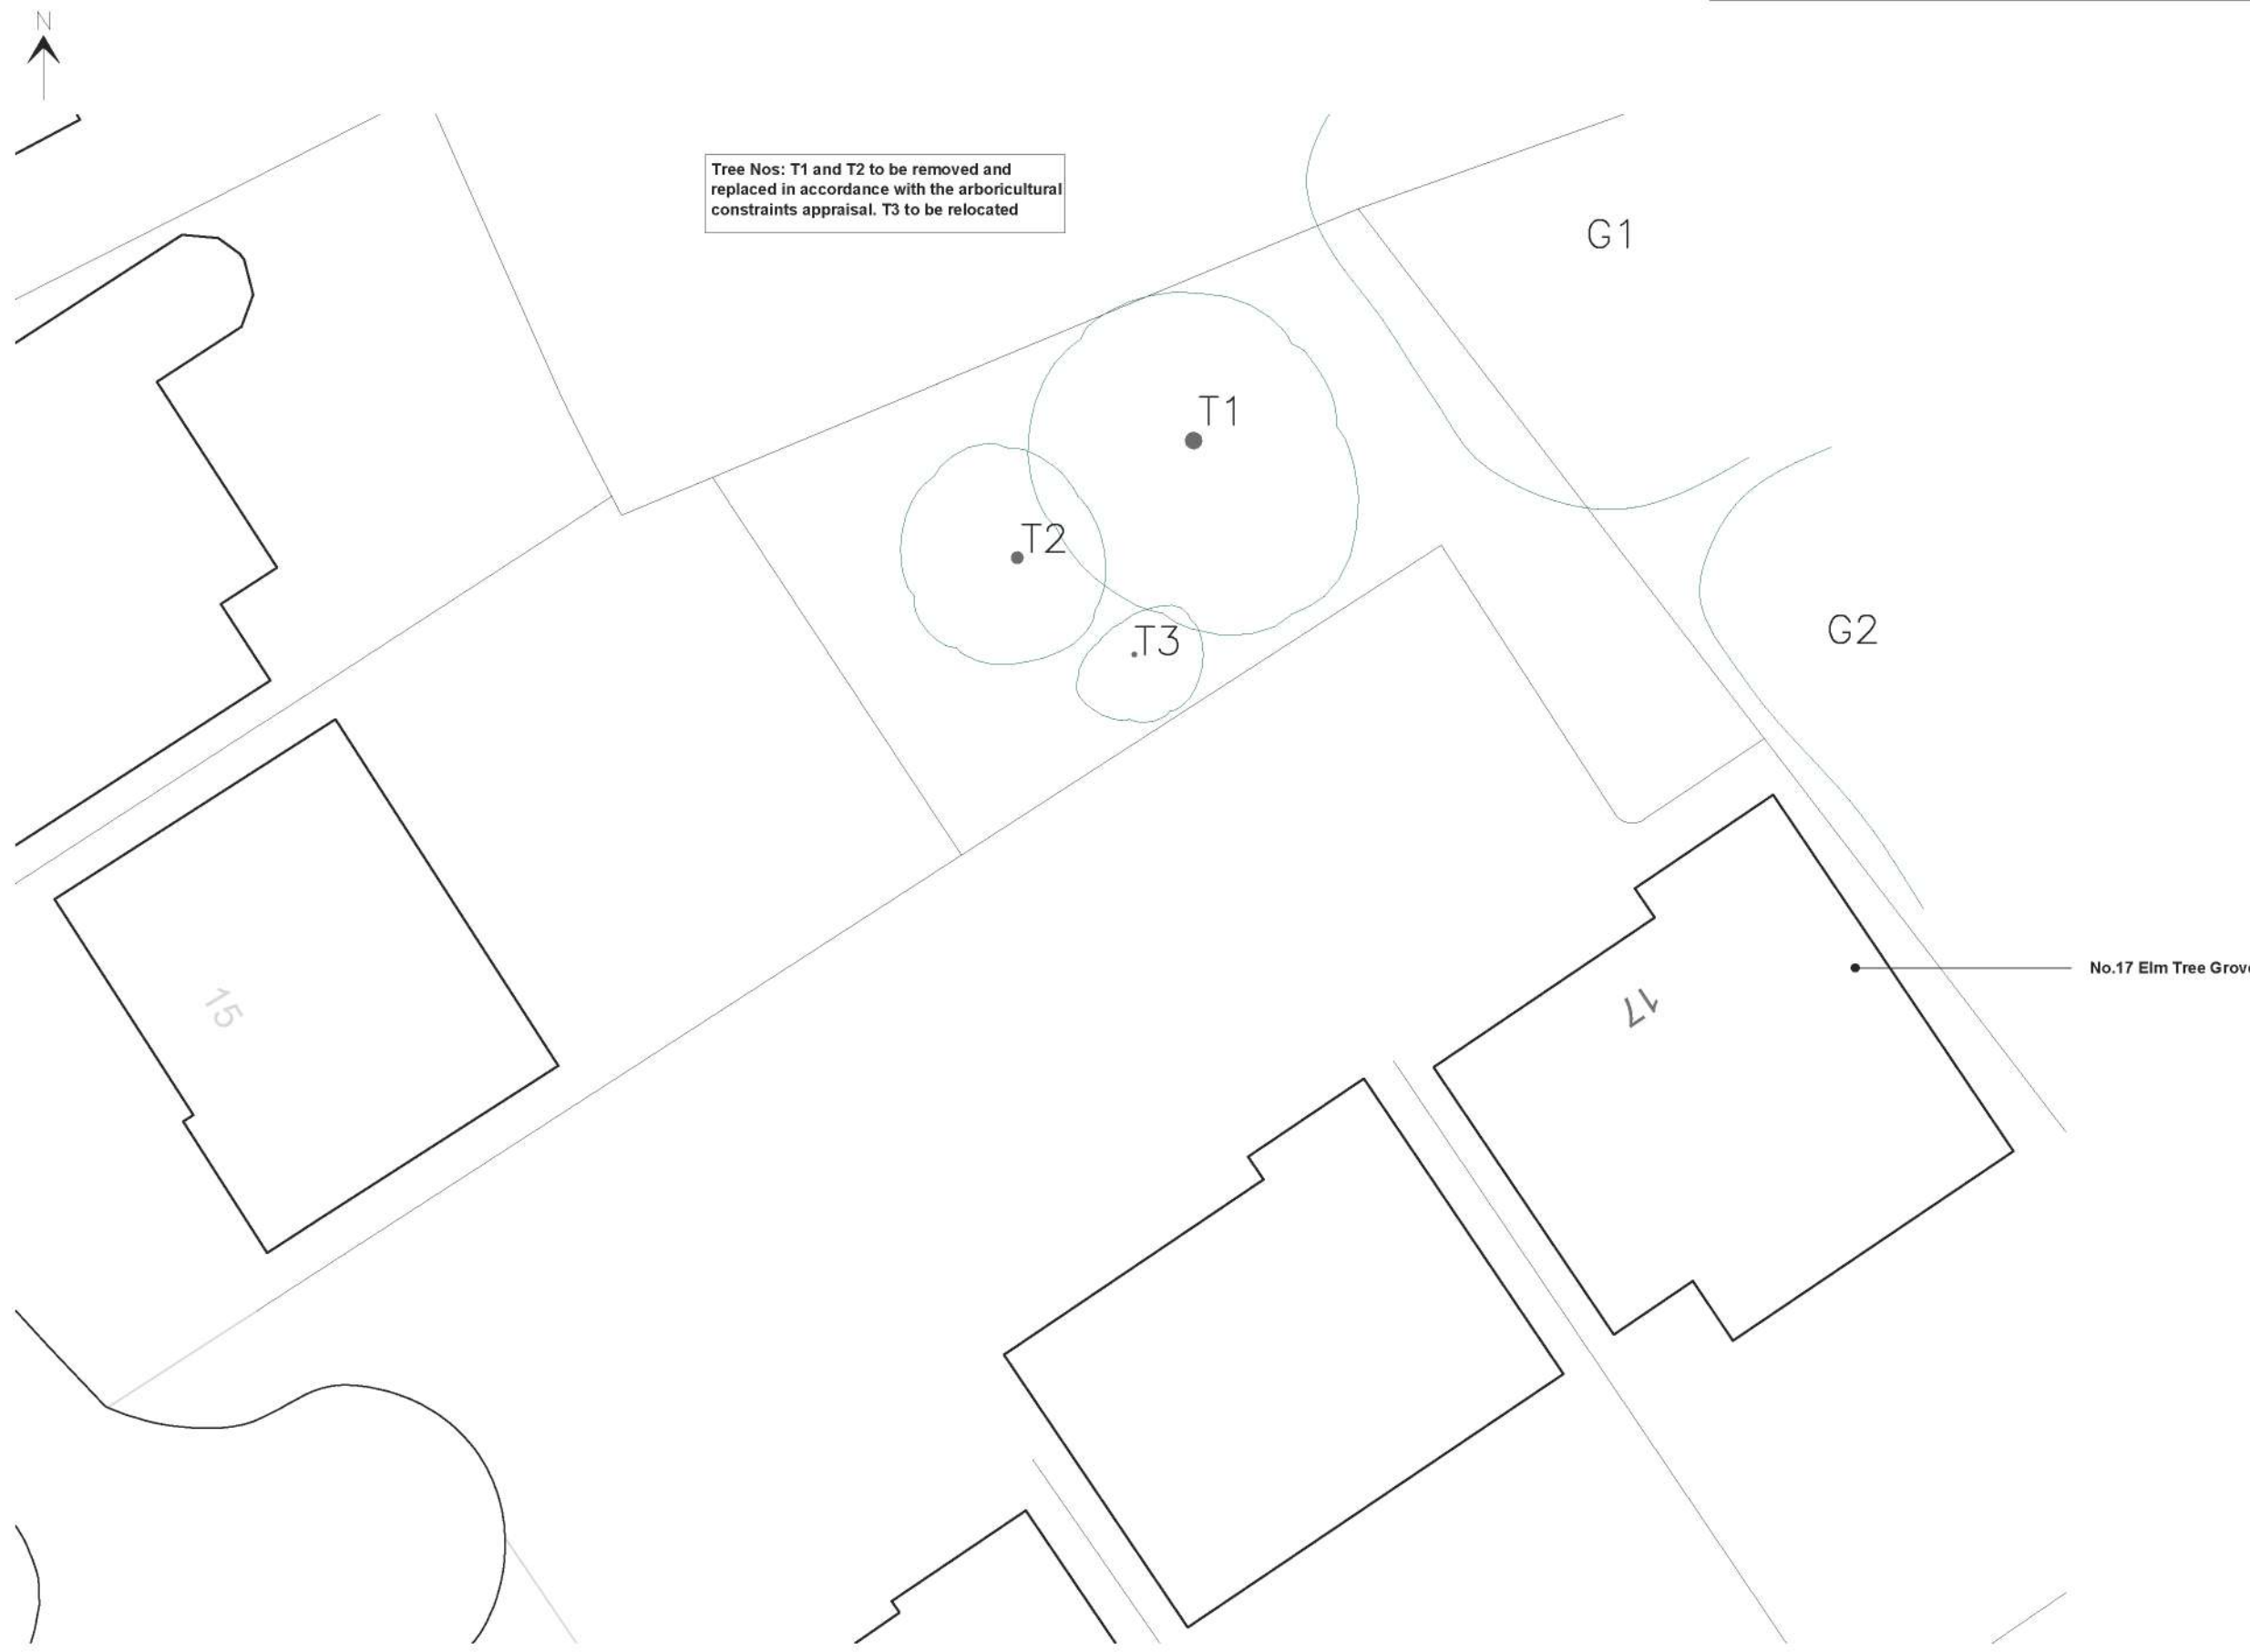 N
Tree Nos: T1 and T2 to be removed and
replaced in accordance with the arboricultural
constraints appraisal. T3 to be relocated
G1
T1
T2
T3
G2
No.17 Elm Tree Grove
15
17